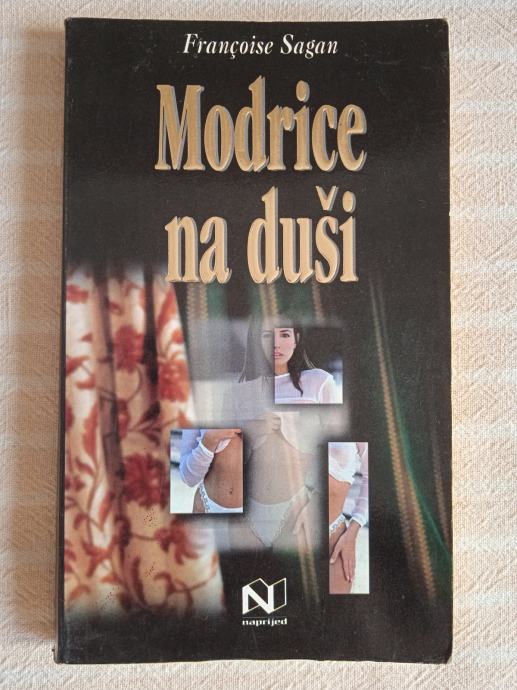 Françoise Sagan
Modrice
na duši
N
naprijed